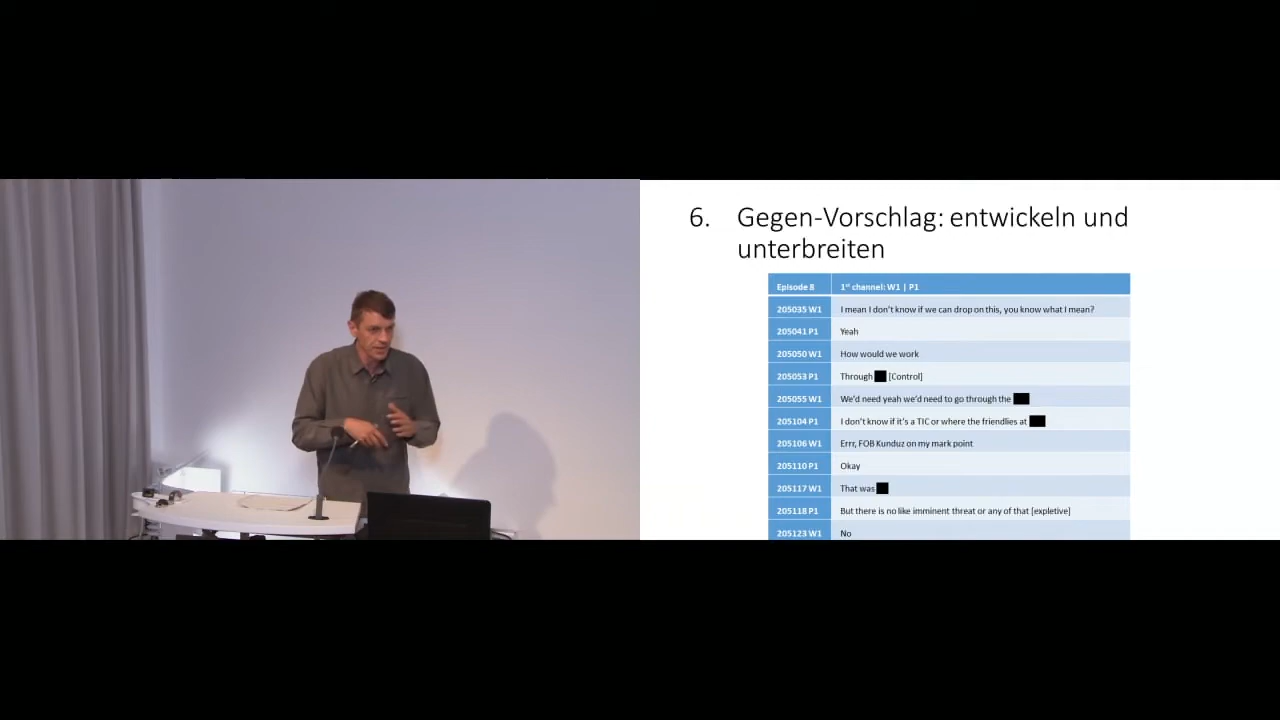 6. Gegen-Vorschlag: entwickeln und
unterbreiten
Episode 8 1st channel: W1 | P1
205035 W1 I mean I don't know if we can drop on this, you know what I mean?
205041 P1 Yeah
205050 W1 How would we work
205053 P1 Through [Control]
205055 W1 We'd need yeah we'd need to go through the
205104 P1 I don't know if it's a TIC or where the friendlies at
205106 W1 Errr, FOB Kunduz on my mark point
205110 P1 Okay
205117 W1 That was
205118 P1 But there is no like imminent threat or any of that [expletive]
205123 W1 No